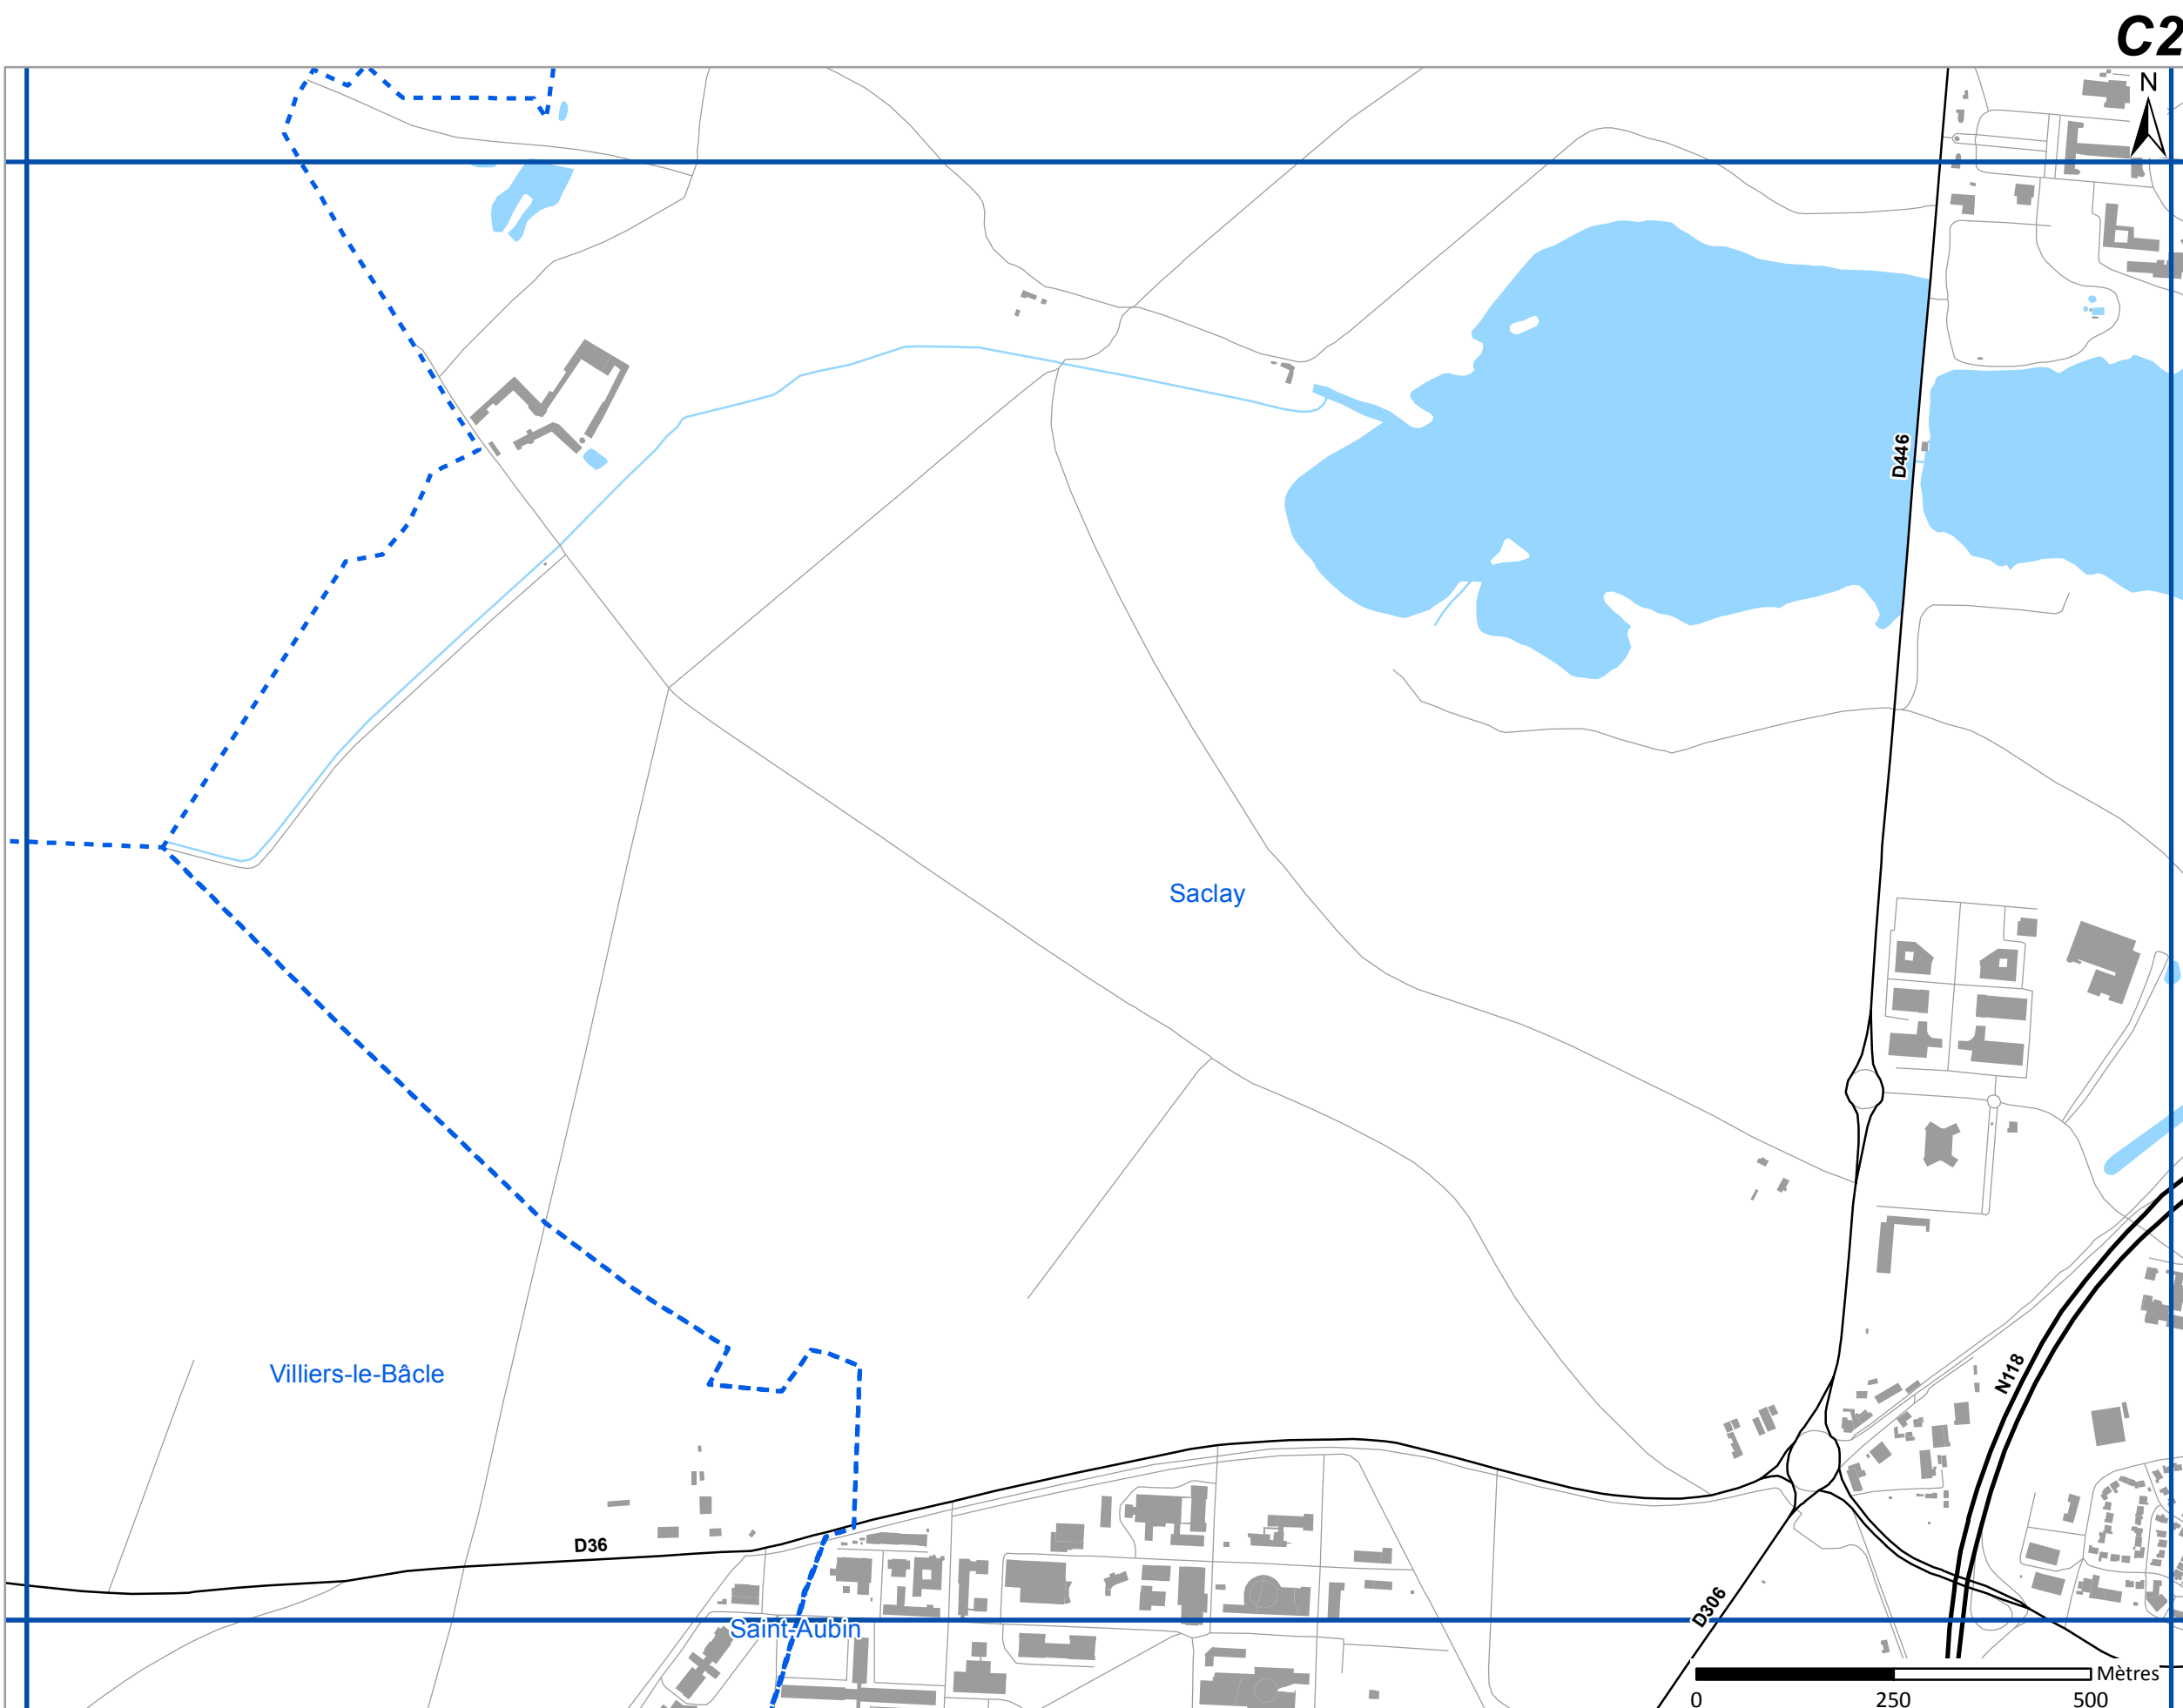 C2
N
D446
Saclay
Villiers-le-Bâcle
N118
D36
D306
Saint-Aubin
Mètres
0 250 500